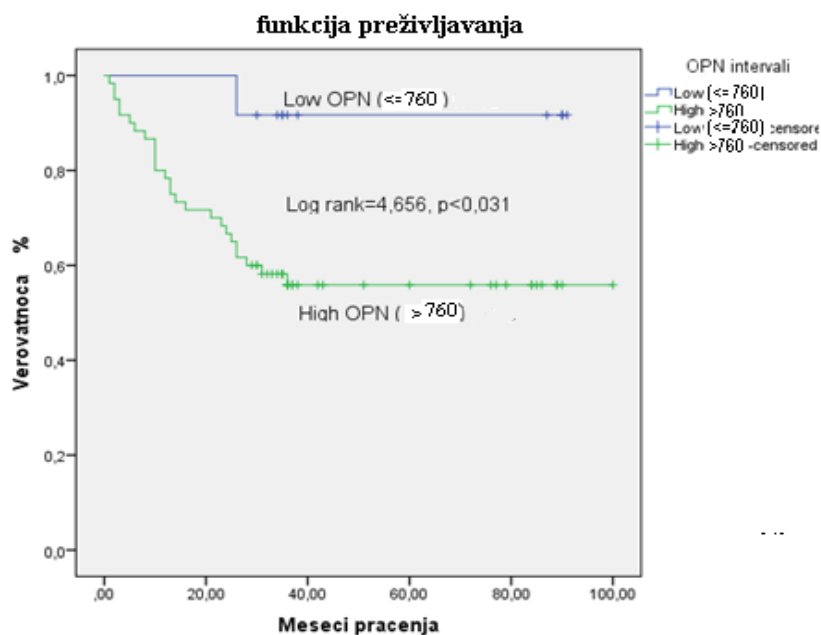 funkcija preživljavanja
OPN intervali
Low (<=760)
High >760
Low (<=760) censore
High >760 -censored
Low OPN (<=760 )
Log rank=4,656, p<0,031
High OPN ( >760)
Verovatnoca %
1,0
0,8
0,6
0,4
0,2
0,0
,00 20,00 40,00 60,00 80,00 100,00
Meseci pracenja